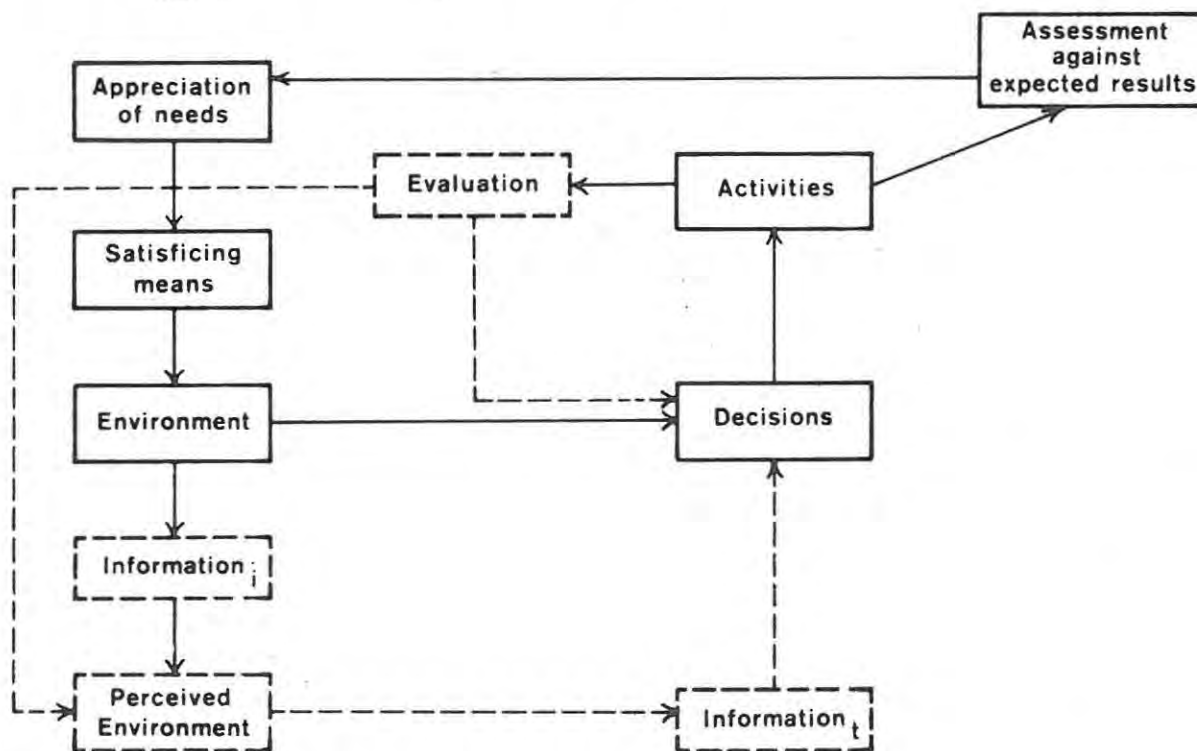 Assessment
against
expected results
Appreciation
of needs
Evaluation
Activities
Satisficing
means
Environment
Decisions
Information i
Perceived
Environment
Information t